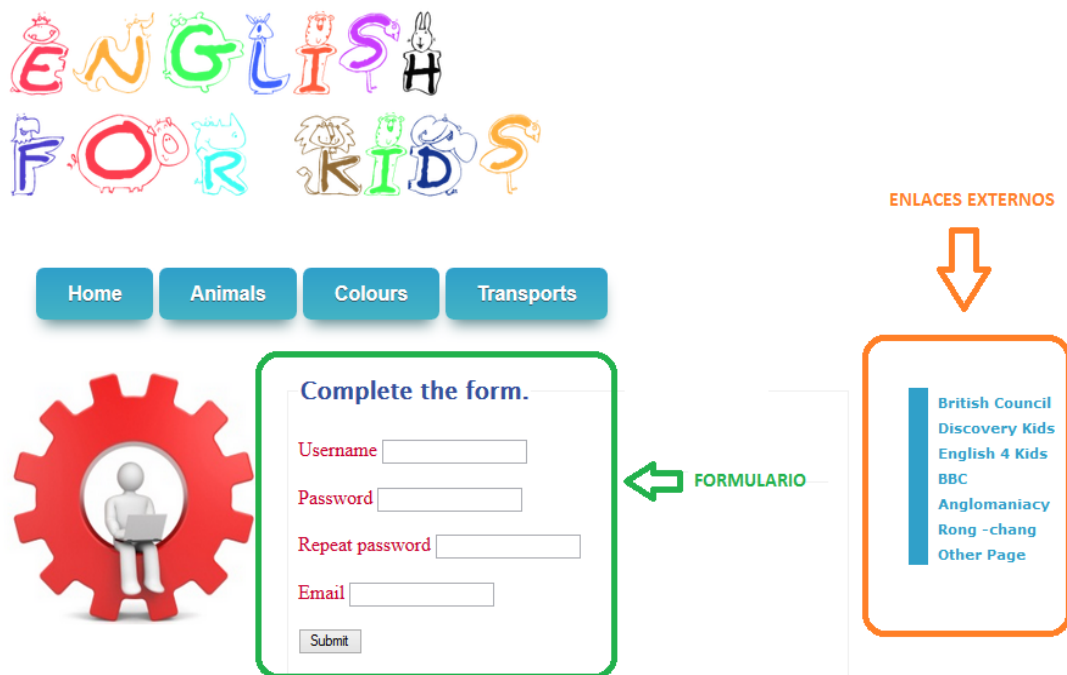 ENGLISH
FOR KIDS
ENLACES EXTERNOS
Home Animals Colours Transports
Complete the form.
Username
Password
Repeat password
Email
Submit
FORMULARIO
British Council
Discovery Kids
English 4 Kids
BBC
Anglomaniacy
Rong -chang
Other Page